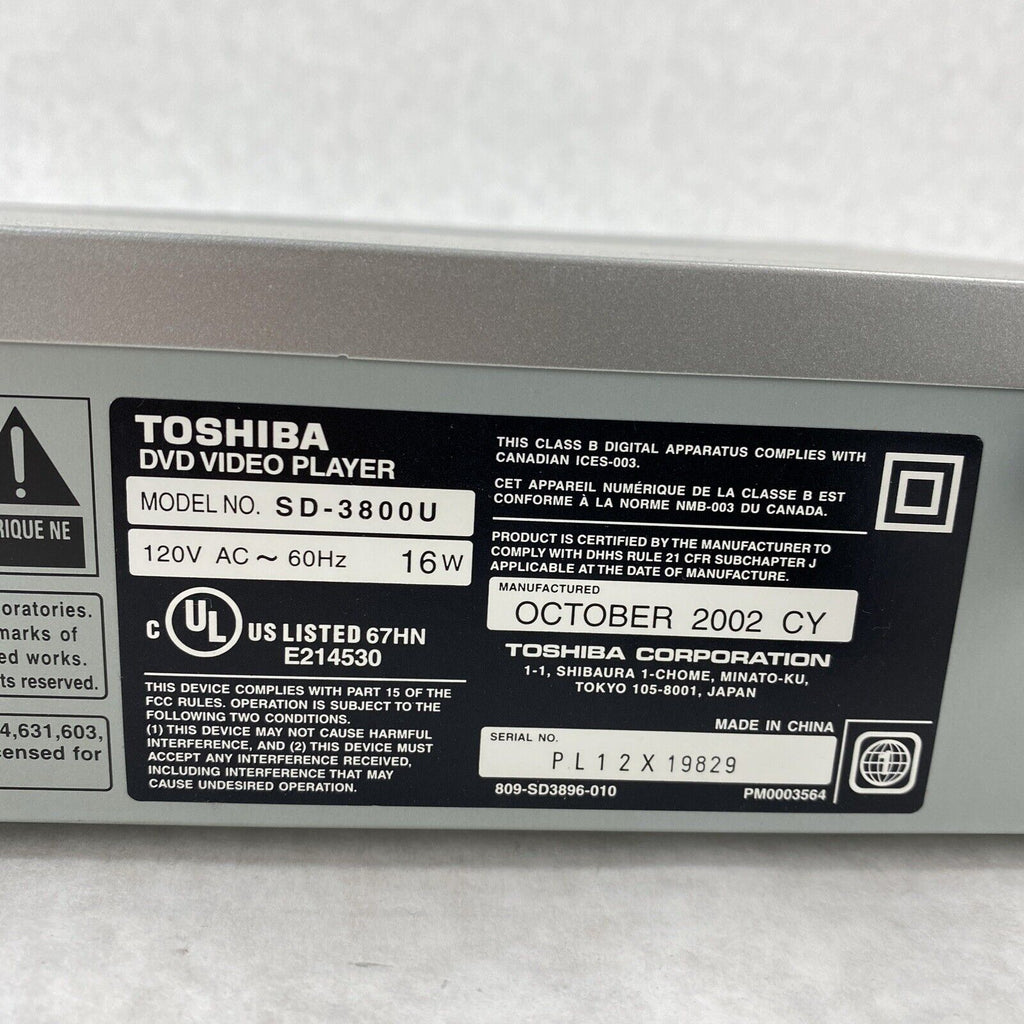 RIQUE NE
oratories.
marks of
ed works.
ts reserved.
4,631,603,
censed for
TOSHIBA
DVD VIDEO PLAYER
MODEL NO. SD-3800U
120V AC ~ 60Hz 16W
C UL US LISTED 67HN
E214530
THIS DEVICE COMPLIES WITH PART 15 OF THE
FCC RULES. OPERATION IS SUBJECT TO THE
FOLLOWING TWO CONDITIONS.
(1) THIS DEVICE MAY NOT CAUSE HARMFUL
INTERFERENCE, AND (2) THIS DEVICE MUST
ACCEPT ANY INTERFERENCE RECEIVED,
INCLUDING INTERFERENCE THAT MAY
CAUSE UNDESIRED OPERATION.
THIS CLASS B DIGITAL APPARATUS COMPLIES WITH
CANADIAN ICES-003.
CET APPAREIL NUMÉRIQUE DE LA CLASSE B EST
CONFORME À LA NORME NMB-003 DU CANADA.
PRODUCT IS CERTIFIED BY THE MANUFACTURER TO
COMPLY WITH DHHS RULE 21 CFR SUBCHAPTER J
APPLICABLE AT THE DATE OF MANUFACTURE.
MANUFACTURED
OCTOBER 2002 CY
TOSHIBA CORPORATION
1-1, SHIBAURA 1-CHOME, MINATO-KU,
TOKYO 105-8001, JAPAN
MADE IN CHINA
SERIAL NO.
PL12X19829
809-SD3896-010 PM0003564
1